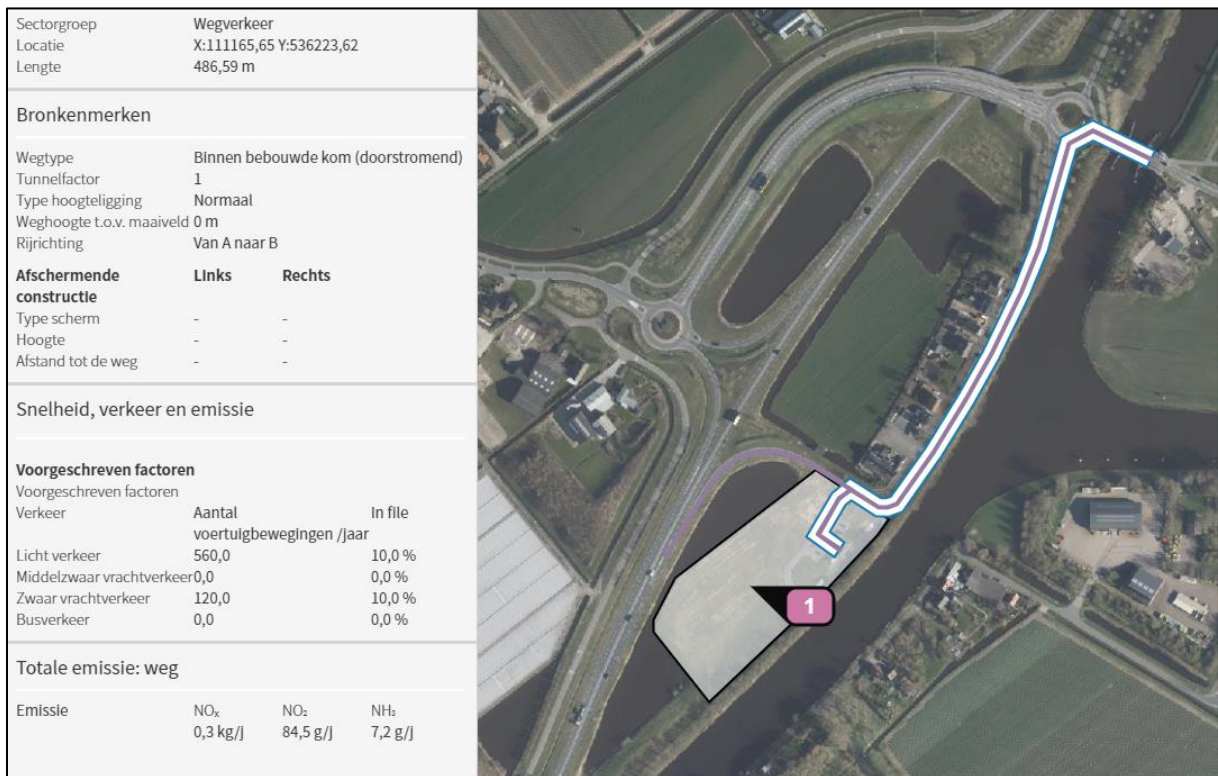 Sectorgroep Wegverkeer
Locatie X:111165,65 Y:536223,62
Lengte 486,59 m
Bronkenmerken
Wegtype Binnen bebouwde kom (doorstromend)
Tunnelfactor 1
Type hoogteligging Normaal
Weghoogte t.o.v. maaiveld 0 m
Rijrichting Van A naar B
Afschermende Links Rechts
constructie
Type scherm - -
Hoogte - -
Afstand tot de weg - -
Snelheid, verkeer en emissie
Voorgeschreven factoren
Voorgeschreven factoren
Verkeer Aantal In file
voertuigbewegingen /jaar
Licht verkeer 560,0 10,0 %
Middelzwaar vrachtverkeer 0,0 0,0 %
Zwaar vrachtverkeer 120,0 10,0 %
Busverkeer 0,0 0,0 %
Totale emissie: weg
Emissie NOₓ NO₂ NH₃
0,3 kg/j 84,5 g/j 7,2 g/j
1